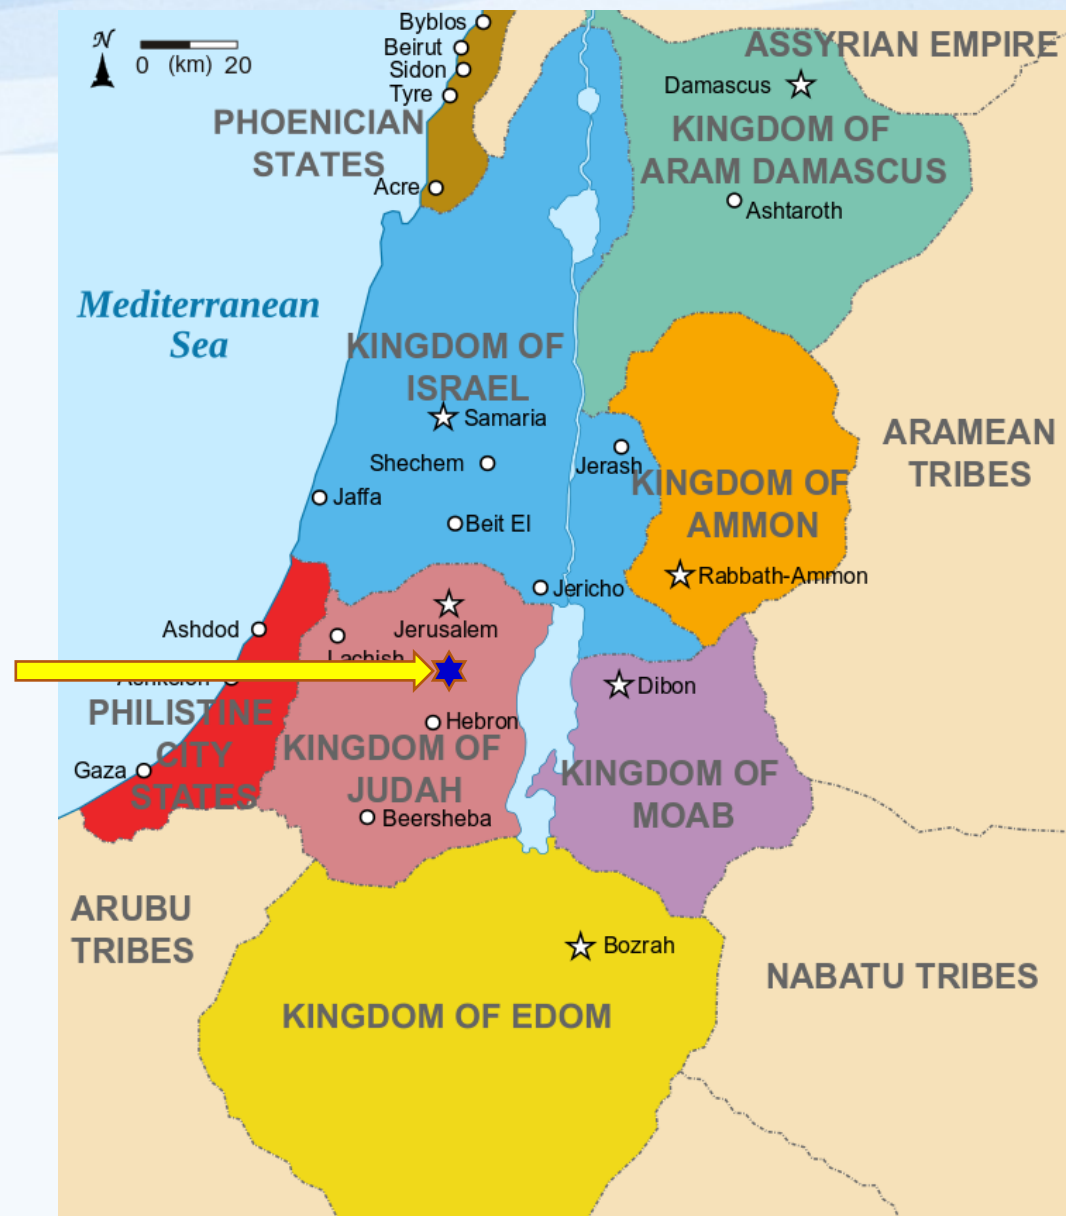 Byblos
Beirut
Sidon
Tyre
N
0 (km) 20
ASSYRIAN EMPIRE
Damascus
PHOENICIAN
STATES
KINGDOM OF
ARAM DAMASCUS
Acre
Ashtaroth
Mediterranean
Sea
KINGDOM OF
ISRAEL
Samaria
ARAMEAN
TRIBES
Shechem
Jerash
KINGDOM OF
AMMON
Jaffa
Beit El
Rabbath-Ammon
Jericho
Ashdod
Jerusalem
Lachish
Ashkelon
Dibon
PHILISTINE
CITY
STATES
Hebron
KINGDOM OF
JUDAH
Gaza
KINGDOM OF
MOAB
Beersheba
ARUBU
TRIBES
Bozrah
NABATU TRIBES
KINGDOM OF EDOM